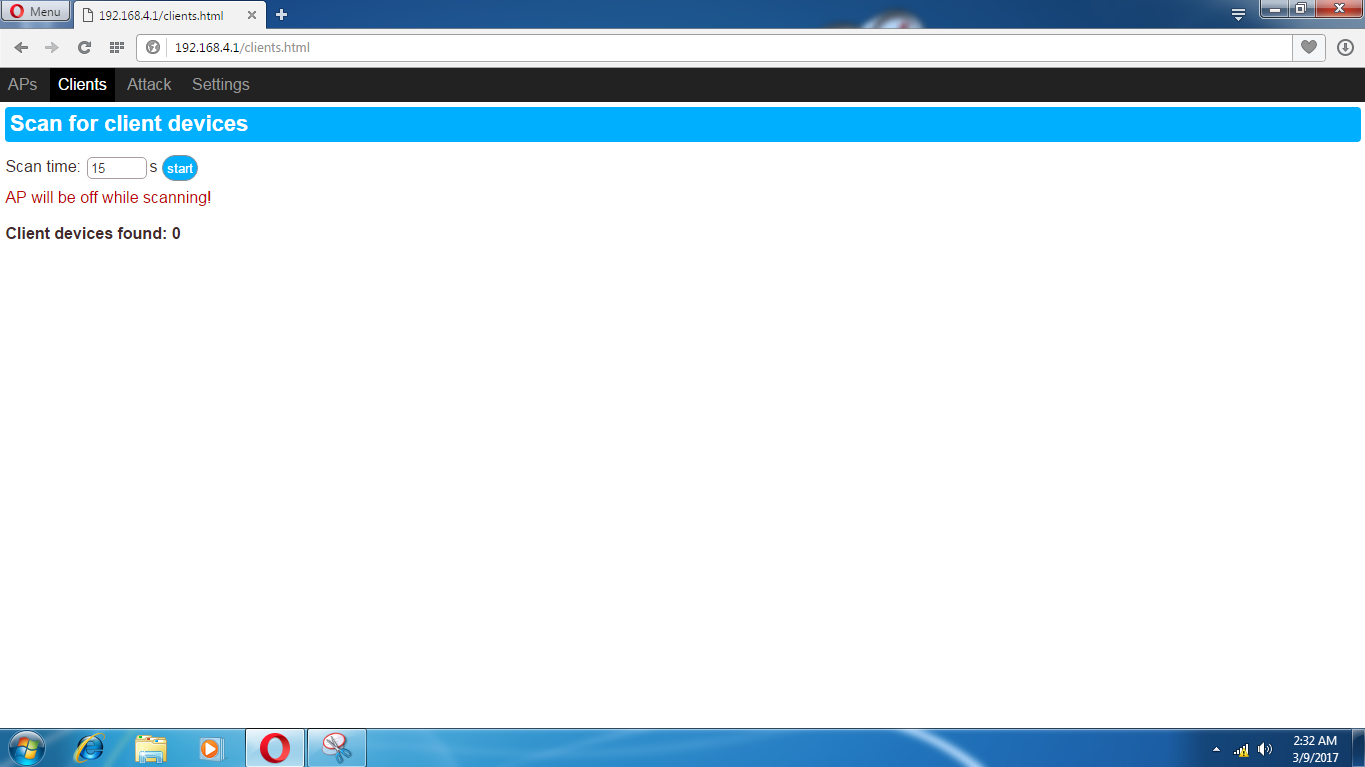 Menu
192.168.4.1/clients.html
192.168.4.1/clients.html
APs Clients Attack Settings
Scan for client devices
Scan time: 15 s start
AP will be off while scanning!
Client devices found: 0
2:32 AM
3/9/2017